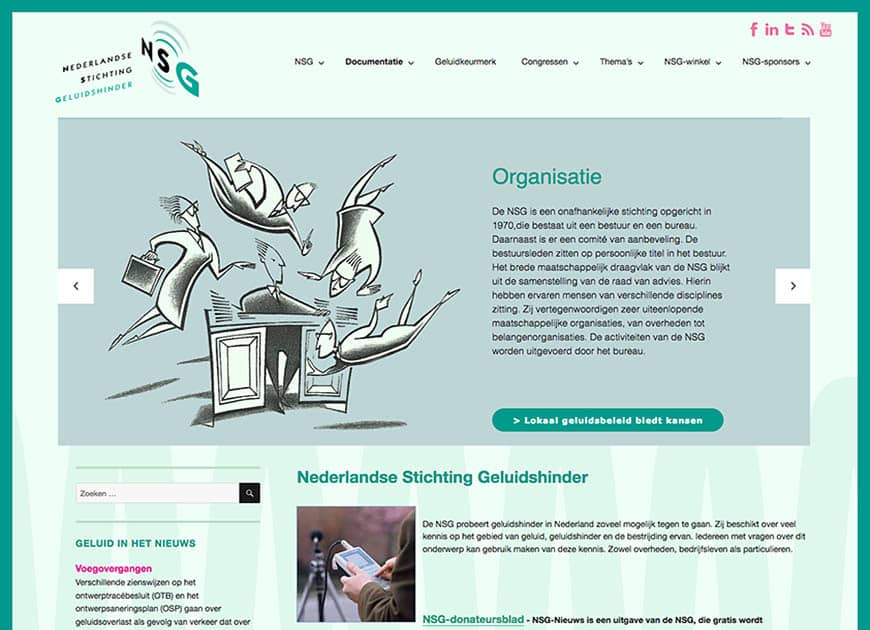 NEDERLANDSE
STICHTING
GELUIDSHINDER
NSG
f in t You Tube
NSG Documentatie Geluidkeurmerk Congressen Thema's NSG-winkel NSG-sponsors
Organisatie
De NSG is een onafhankelijke stichting opgericht in
1970,die bestaat uit een bestuur en een bureau.
Daarnaast is er een comité van aanbeveling. De
bestuursleden zitten op persoonlijke titel in het bestuur.
Het brede maatschappelijk draagvlak van de NSG blijkt
uit de samenstelling van de raad van advies. Hierin
hebben ervaren mensen van verschillende disciplines
zitting. Zij vertegenwoordigen zeer uiteenlopende
maatschappelijke organisaties, van overheden tot
belangenorganisaties. De activiteiten van de NSG
worden uitgevoerd door het bureau.
> Lokaal geluidsbeleid biedt kansen
Zoeken ...
GELUID IN HET NIEUWS
Voegovergangen
Verschillende zienswijzen op het
ontwerptracébesluit (OTB) en het
ontwerpsaneringsplan (OSP) gaan over
geluidsoverlast als gevolg van verkeer dat over
Nederlandse Stichting Geluidshinder
De NSG probeert geluidshinder in Nederland zoveel mogelijk tegen te gaan. Zij beschikt over veel
kennis op het gebied van geluid, geluidshinder en de bestrijding ervan. Iedereen met vragen over dit
onderwerp kan gebruik maken van deze kennis. Zowel overheden, bedrijfsleven als particulieren.
NSG-donateursblad - NSG-Nieuws is een uitgave van de NSG, die gratis wordt